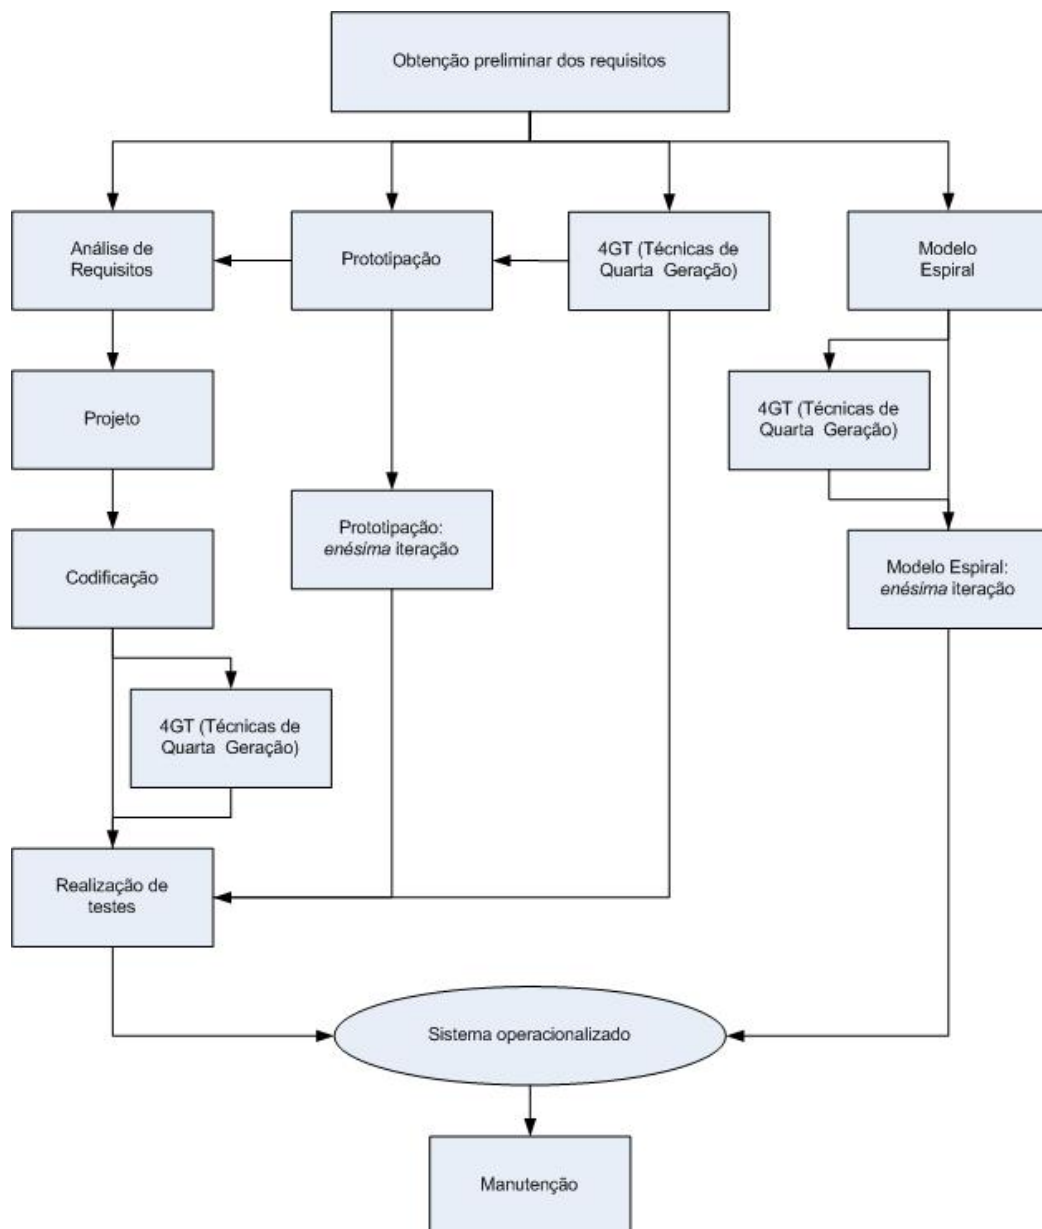 Obtenção preliminar dos requisitos
Análise de
Requisitos
Prototipação
4GT (Técnicas de
Quarta Geração)
Modelo
Espiral
Projeto
4GT (Técnicas de
Quarta Geração)
Prototipação:
enésima iteração
Codificação
Modelo Espiral:
enésima iteração
4GT (Técnicas de
Quarta Geração)
Realização de
testes
Sistema operacionalizado
Manutenção